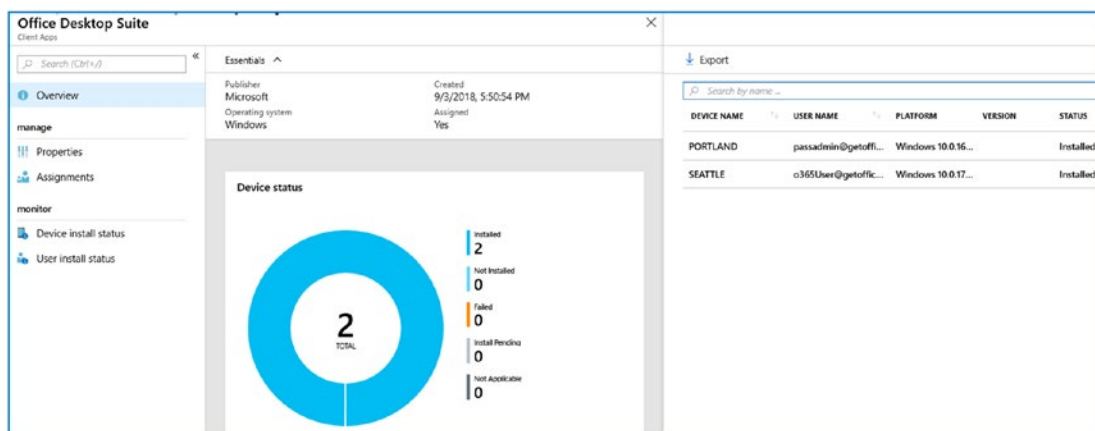 Office Desktop Suite
Client Apps
Search (Ctrl+/)
Overview
manage
Properties
Assignments
monitor
Device install status
User install status
Essentials
Publisher
Microsoft
Operating system
Windows
Created
9/3/2018, 5:50:54 PM
Assigned
Yes
Device status
2
TOTAL
Installed
2
Not Installed
0
Failed
0
Install Pending
0
Not Applicable
0
Export
Search by name ...
DEVICE NAME USER NAME PLATFORM VERSION STATUS
PORTLAND passadmin@getoffi... Windows 10.0.16... Installed
SEATTLE o365User@getoffic... Windows 10.0.17... Installed